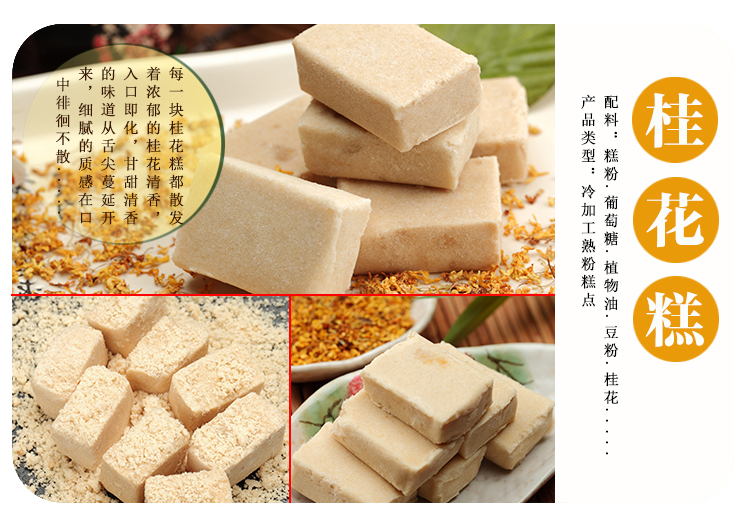 桂花糕
配料：糕粉·葡萄糖·植物油·豆粉·桂花·····
产品类型：冷加工熟粉糕点
每一块桂花糕都散发
着浓郁的桂花清香，
入口即化，甘甜清香
的味道从舌尖蔓延开
来，细腻的质感在口
中徘徊不散······